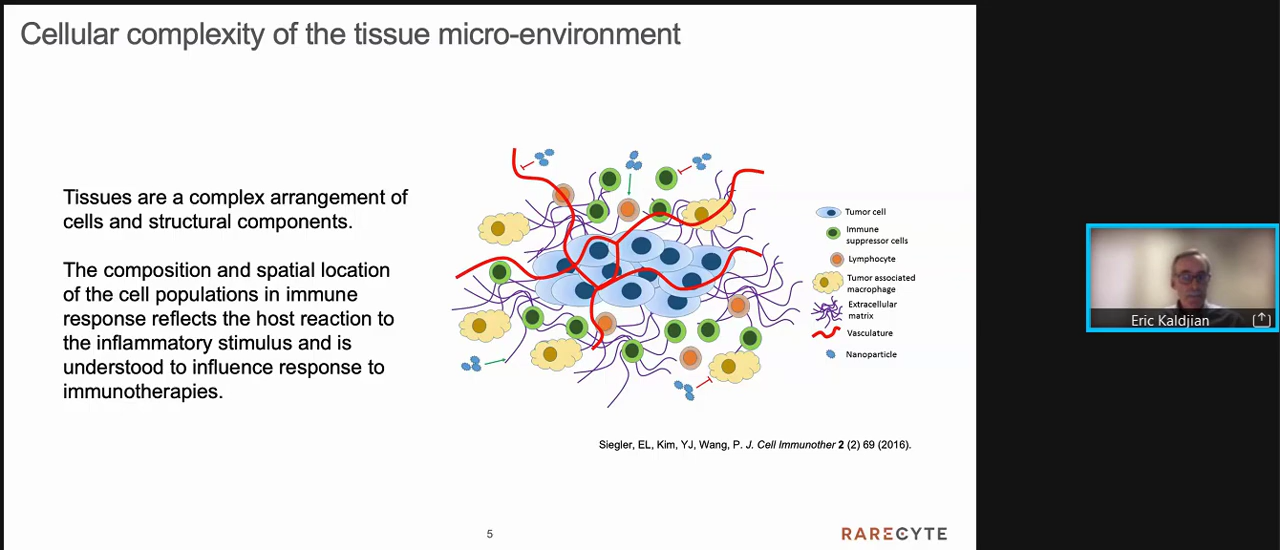 Cellular complexity of the tissue micro-environment
Tissues are a complex arrangement of
cells and structural components.
The composition and spatial location
of the cell populations in immune
response reflects the host reaction to
the inflammatory stimulus and is
understood to influence response to
immunotherapies.
Tumor cell
Immune
suppressor cells
Lymphocyte
Tumor associated
macrophage
Extracellular
matrix
Vasculature
Nanoparticle
Siegler, EL, Kim, YJ, Wang, P. J. Cell Immunother 2 (2) 69 (2016).
5
RARECYTE
Eric Kaldjian